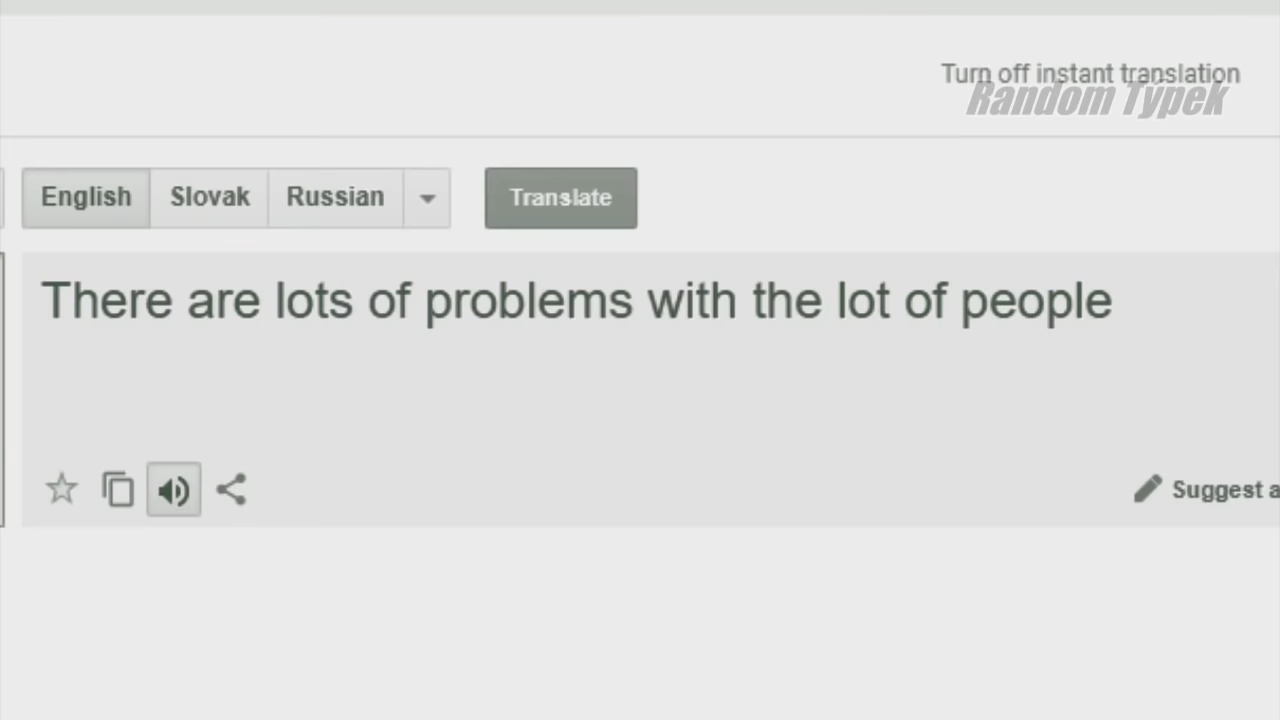 Turn off instant translation
Random Typek
English Slovak Russian Translate
There are lots of problems with the lot of people
Suggest a